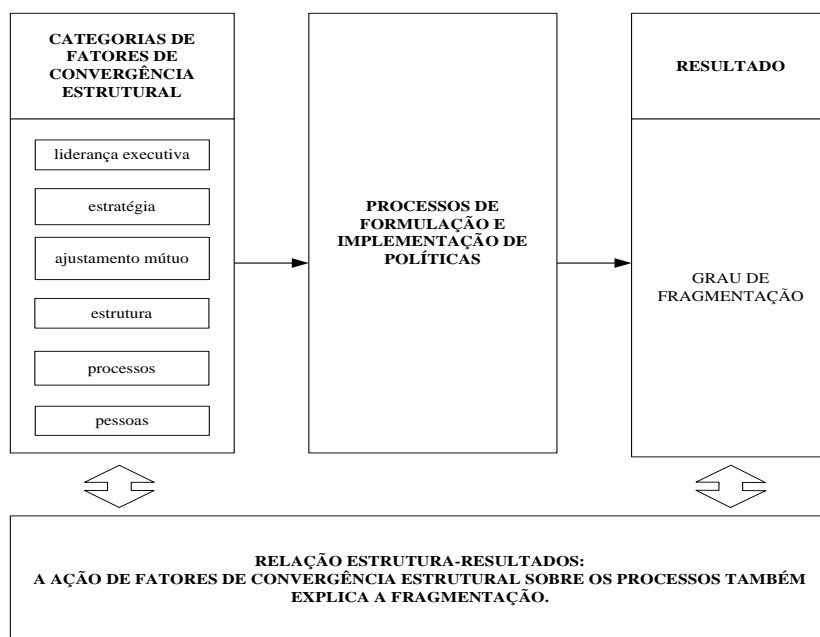 CATEGORIAS DE
FATORES DE
CONVERGÊNCIA
ESTRUTURAL
liderança executiva
estratégia
ajustamento mútuo
estrutura
processos
pessoas
PROCESSOS DE
FORMULAÇÃO E
IMPLEMENTAÇÃO DE
POLÍTICAS
RESULTADO
GRAU DE
FRAGMENTAÇÃO
RELAÇÃO ESTRUTURA-RESULTADOS:
A AÇÃO DE FATORES DE CONVERGÊNCIA ESTRUTURAL SOBRE OS PROCESSOS TAMBÉM
EXPLICA A FRAGMENTAÇÃO.